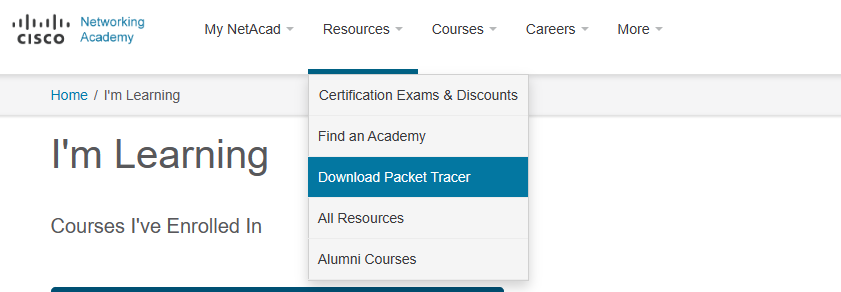 CISCO
Networking
Academy
My NetAcad
Resources
Courses
Careers
More
Home / I'm Learning
Certification Exams & Discounts
Find an Academy
Download Packet Tracer
All Resources
Alumni Courses
I'm Learning
Courses I've Enrolled In